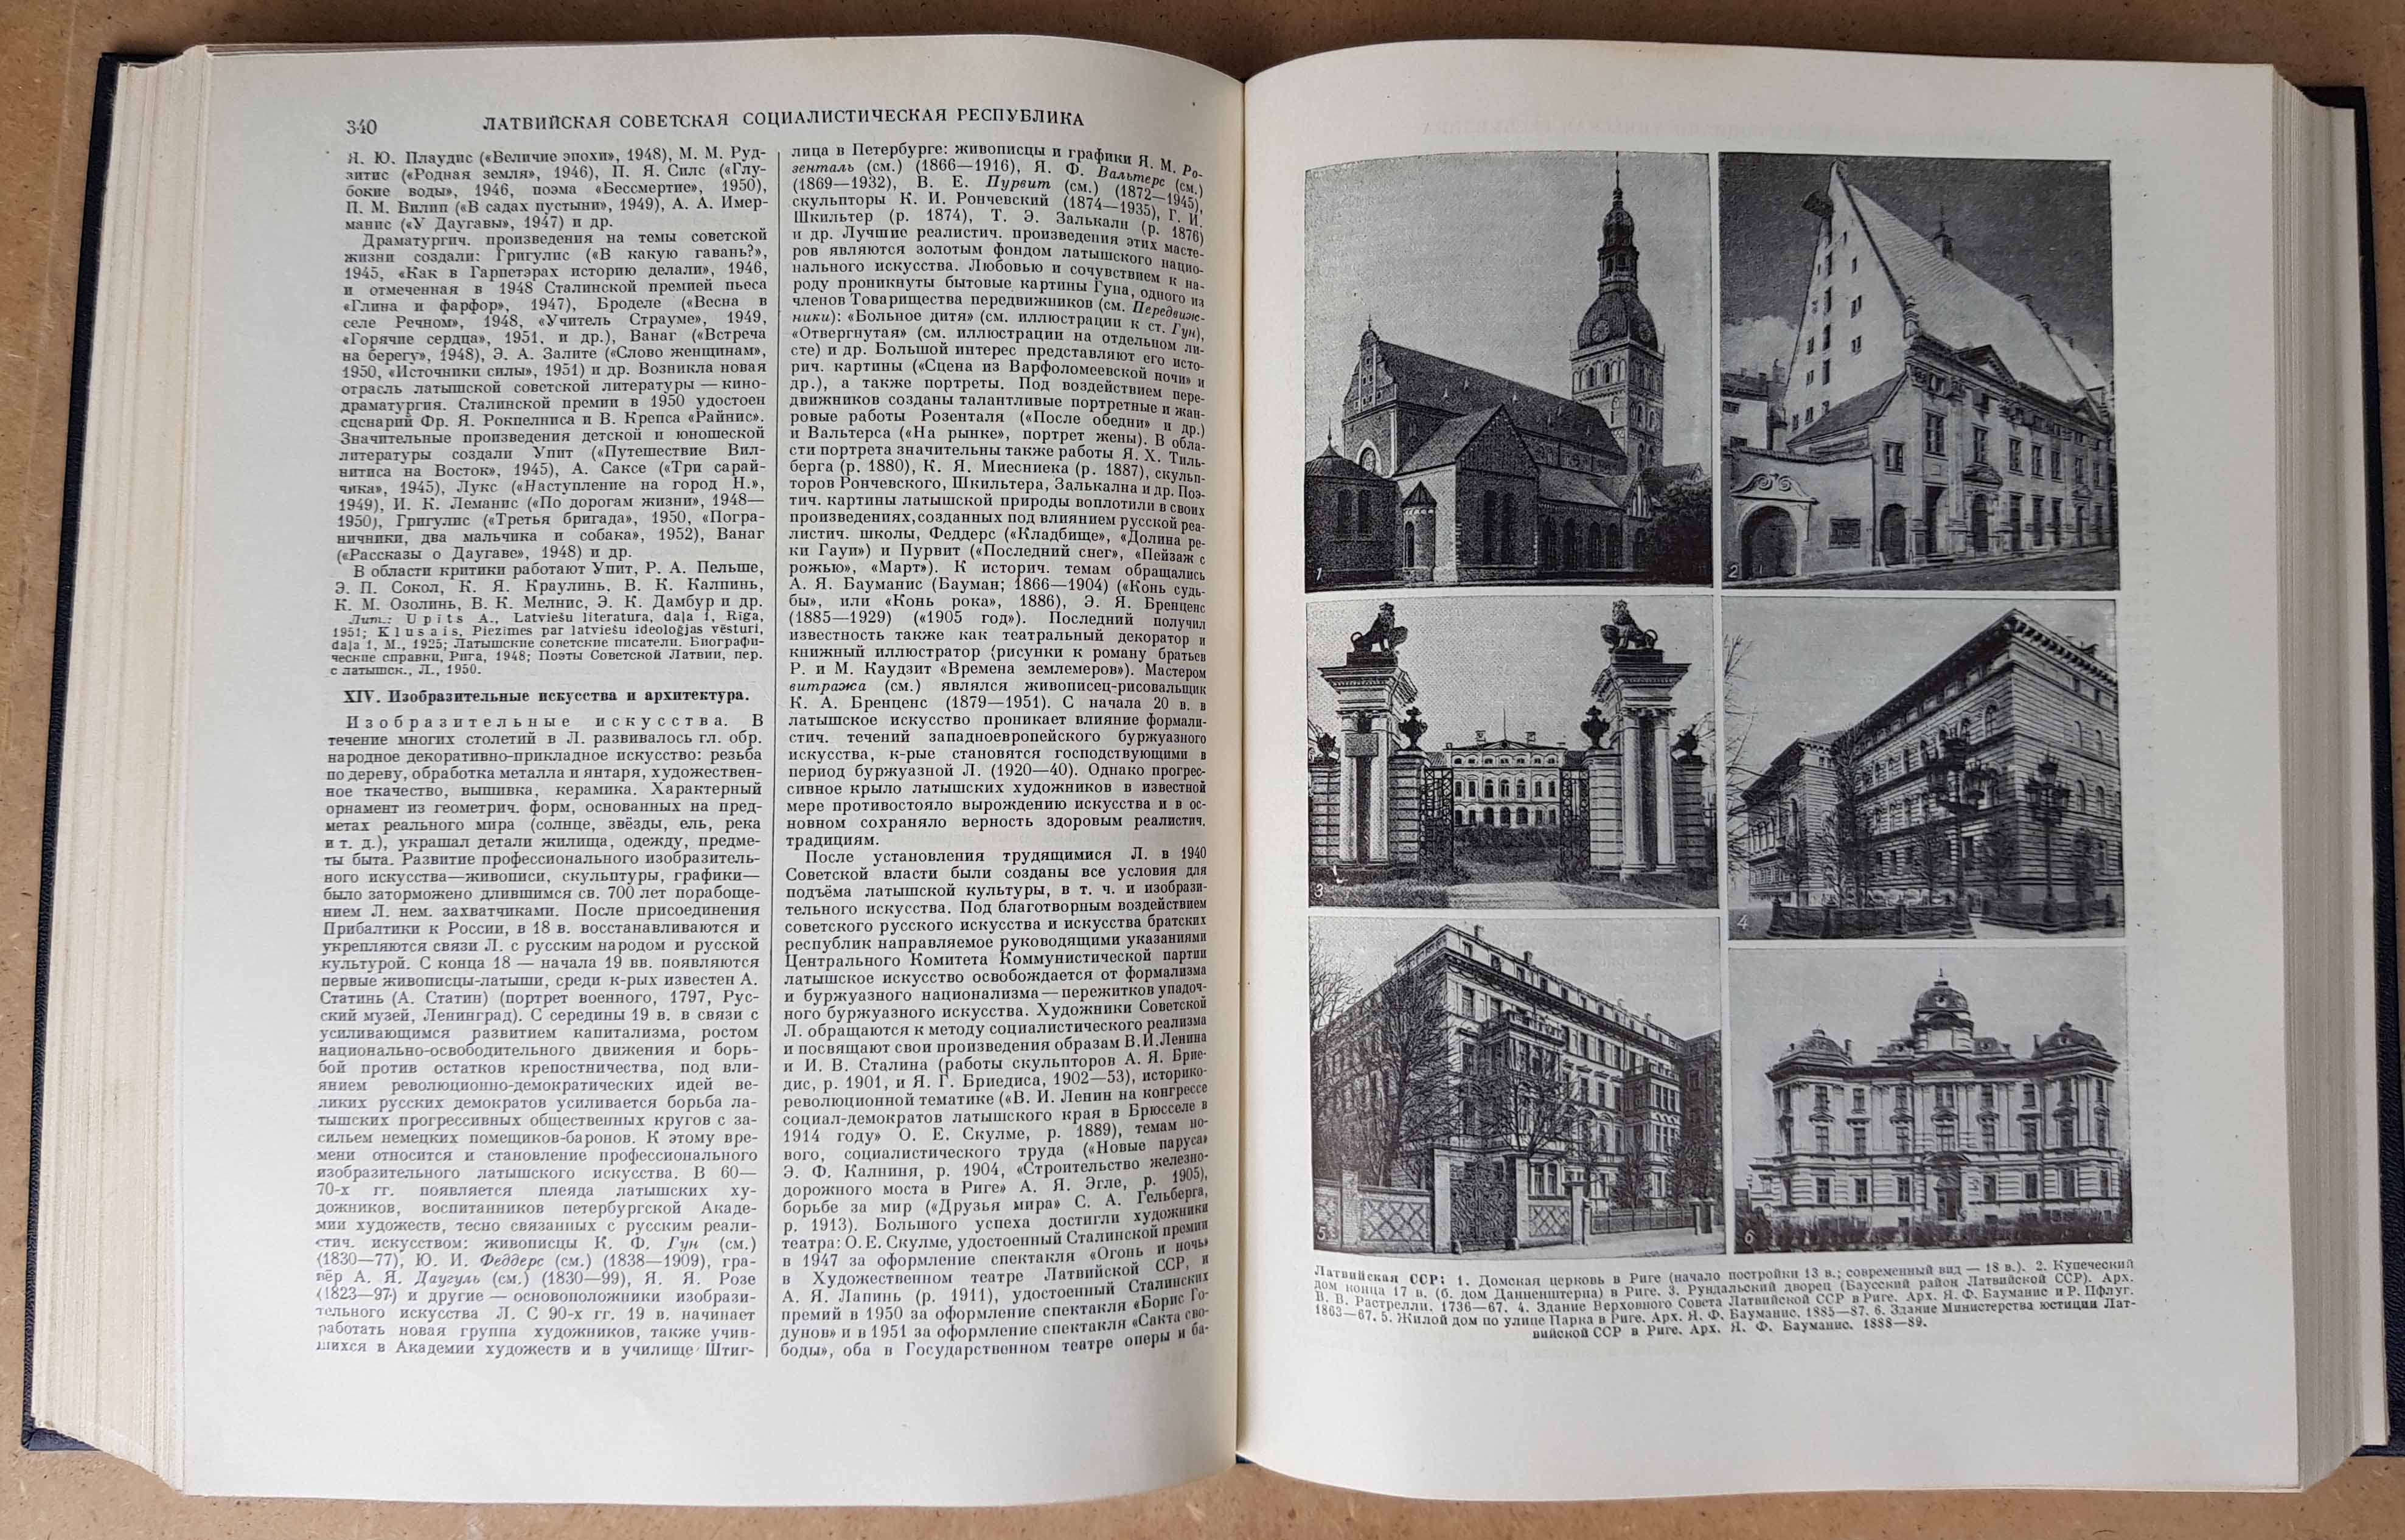 340
ЛАТВИЙСКАЯ СОВЕТСКАЯ СОЦИАЛИСТИЧЕСКАЯ РЕСПУБЛИКА
Я. Ю. Плаудис («Величие эпохи», 1948), М. М. Руд-
зитис («Родная земля», 1946), П. Я. Силс («Глу-
бокие воды», 1946, поэма «Бессмертие», 1950),
П. М. Вилип («В садах пустыни», 1949), А. А. Имер-
манис («У Даугавы», 1947) и др.
Драматургич. произведения на темы советской
жизни создали: Григулис («В какую гавань?»,
1945, «Как в Гарпетэрах историю делали», 1946,
и отмеченная в 1948 Сталинской премией пьеса
«Глина и фарфор», 1947), Броделе («Весна в
селе Речном», 1948, «Учитель Страуме», 1949,
«Горячие сердца», 1951, и др.), Ванаг («Встреча
на берегу», 1948), Э. А. Залите («Слово женщинам»,
1950, «Источники силы», 1951) и др. Возникла новая
отрасль латышской советской литературы — кино-
драматургия. Сталинской премии в 1950 удостоен
сценарий Фр. Я. Рокпелниса и В. Крепса «Райнис».
Значительные произведения детской и юношеской
литературы создали Упит («Путешествие Вил-
нитиса на Восток», 1945), А. Саксе («Три сарай-
чика», 1945), Лукс («Наступление на город Н.»,
1949), И. К. Леманис («По дорогам жизни», 1948—
1950), Григулис («Третья бригада», 1950, «Погра-
ничники, два мальчика и собака», 1952), Ванаг
(«Рассказы о Даугаве», 1948) и др.
В области критики работают Упит, Р. А. Пельше,
Э. П. Сокол, К. Я. Краулинь, В. К. Калпинь,
К. М. Озолинь, В. К. Мелнис, Э. К. Дамбур и др.
Лит.: Upits A., Latviešu literatura, daļa 1, Rīga,
1951; Klusais, Piezīmes par latviešu ideoloģjas vēsturi,
daļa 1, M., 1925; Латышские советские писатели. Биографи-
ческие справки, Рига, 1948; Поэты Советской Латвии, пер.
с латышск., Л., 1950.
XIV. Изобразительные искусства и архитектура.
Изобразительные искусства. В
течение многих столетий в Л. развивалось гл. обр.
народное декоративно-прикладное искусство: резьба
по дереву, обработка металла и янтаря, художествен-
ное ткачество, вышивка, керамика. Характерный
орнамент из геометрич. форм, основанных на пред-
метах реального мира (солнце, звёзды, ель, река
и т. д.), украшал детали жилища, одежду, предме-
ты быта. Развитие профессионального изобразитель-
ного искусства—живописи, скульптуры, графики—
было заторможено длившимся св. 700 лет порабоще-
нием Л. нем. захватчиками. После присоединения
Прибалтики к России, в 18 в. восстанавливаются и
укрепляются связи Л. с русским народом и русской
культурой. С конца 18 — начала 19 вв. появляются
первые живописцы-латыши, среди к-рых известен А.
Статинь (А. Статин) (портрет военного, 1797, Рус-
ский музей, Ленинград). С середины 19 в. в связи с
усиливающимся развитием капитализма, ростом
национально-освободительного движения и борь-
бой против остатков крепостничества, под вли-
янием революционно-демократических идей ве-
ликих русских демократов усиливается борьба ла-
тышских прогрессивных общественных кругов с за-
сильем немецких помещиков-баронов. К этому вре-
мени относится и становление профессионального
изобразительного латышского искусства. В 60—
70-х гг. появляется плеяда латышских ху-
дожников, воспитанников петербургской Акаде-
мии художеств, тесно связанных с русским реали-
стич. искусством: живописцы К. Ф. Гун (см.)
(1830—77), Ю. И. Феддерс (см.) (1838—1909), гра-
вёр А. Я. Даугуль (см.) (1830—99), Я. Я. Розе
(1823—97) и другие — основоположники изобрази-
тельного искусства Л. С 90-х гг. 19 в. начинает
работать новая группа художников, также учив-
шихся в Академии художеств и в училище Штиг-
лица в Петербурге: живописцы и графики Я. М. Ро-
зенталь (см.) (1866—1916), Я. Ф. Вальтерс (см.)
(1869—1932), В. Е. Пурвит (см.) (1872—1945),
скульпторы К. И. Рончевский (1874—1935), Г. И.
Шкильтер (р. 1874), Т. Э. Залькалн (р. 1876)
и др. Лучшие реалистич. произведения этих масте-
ров являются золотым фондом латышского нацио-
нального искусства. Любовью и сочувствием к на-
роду проникнуты бытовые картины Гуна, одного из
членов Товарищества передвижников (см. Передвиж-
ники): «Больное дитя» (см. иллюстрации к ст. Гун),
«Отвергнутая» (см. иллюстрации на отдельном ли-
сте) и др. Большой интерес представляют его исто-
рич. картины («Сцена из Варфоломеевской ночи» и
др.), а также портреты. Под воздействием пере-
движников созданы талантливые портретные и жан-
ровые работы Розенталя («После обедни» и др.)
и Вальтерса («На рынке», портрет жены). В обла-
сти портрета значительны также работы Я. Х. Тиль-
берга (р. 1880), К. Я. Миесниека (р. 1887), скульп-
торов Рончевского, Шкильтера, Залькална и др. Поэ-
тич. картины латышской природы воплотили в своих
произведениях, созданных под влиянием русской реа-
листич. школы, Феддерс («Кладбище», «Долина ре-
ки Гауи») и Пурвит («Последний снег», «Пейзаж с
рожью», «Март»). К историч. темам обращались
А. Я. Бауманис (Бауман; 1866—1904) («Конь судь-
бы», или «Конь рока», 1886), Э. Я. Бренценс
(1885—1929) («1905 год»). Последний получил
известность также как театральный декоратор и
книжный иллюстратор (рисунки к роману братьев
Р. и М. Каудзит «Времена землемеров»). Мастером
витража (см.) являлся живописец-рисовальщик
К. А. Бренценс (1879—1951). С начала 20 в. в
латышское искусство проникает влияние формали-
стич. течений западноевропейского буржуазного
искусства, к-рые становятся господствующими в
период буржуазной Л. (1920—40). Однако прогрес-
сивное крыло латышских художников в известной
мере противостояло вырождению искусства и в ос-
новном сохраняло верность здоровым реалистич.
традициям.
После установления трудящимися Л. в 1940
Советской власти были созданы все условия для
подъёма латышской культуры, в т. ч. и изобрази-
тельного искусства. Под благотворным воздействием
советского русского искусства и искусства братских
республик направляемое руководящими указаниями
Центрального Комитета Коммунистической партии
латышское искусство освобождается от формализма
и буржуазного национализма — пережитков упадоч-
ного буржуазного искусства. Художники Советской
Л. обращаются к методу социалистического реализма
и посвящают свои произведения образам В.И.Ленина
и И. В. Сталина (работы скульпторов А. Я. Брие-
дис, р. 1901, и Я. Г. Бриедиса, 1902—53), историко-
революционной тематике («В. И. Ленин на конгрессе
социал-демократов латышского края в Брюсселе в
1914 году» О. Е. Скулме, р. 1889), темам но-
вого, социалистического труда («Новые паруса»
Э. Ф. Калниня, р. 1904, «Строительство железно-
дорожного моста в Риге» А. Я. Эгле, р. 1905),
борьбе за мир («Друзья мира» С. А. Гельберга,
р. 1913). Большого успеха достигли художники
театра: О. Е. Скулме, удостоенный Сталинской премии
в 1947 за оформление спектакля «Огонь и ночь»
в Художественном театре Латвийской ССР, и
А. Я. Лапинь (р. 1911), удостоенный Сталинских
премий в 1950 за оформление спектакля «Борис Го-
дунов» и в 1951 за оформление спектакля «Сакта сво-
боды», оба в Государственном театре оперы и ба-
1
2
3
4
5
6
Латвийская ССР: 1. Домская церковь в Риге (начало постройки 13 в.; современный вид — 18 в.). 2. Купеческий
дом конца 17 в. (б. дом Данненштерна) в Риге. 3. Рундальский дворец (Баусский район Латвийской ССР). Арх.
В. В. Растрелли. 1736—67. 4. Здание Верховного Совета Латвийской ССР в Риге. Арх. Я. Ф. Бауманис и Р. Пфлуг.
1863—67. 5. Жилой дом по улице Парка в Риге. Арх. Я. Ф. Бауманис. 1885—87. 6. Здание Министерства юстиции Лат-
вийской ССР в Риге. Арх. Я. Ф. Бауманис. 1888—89.